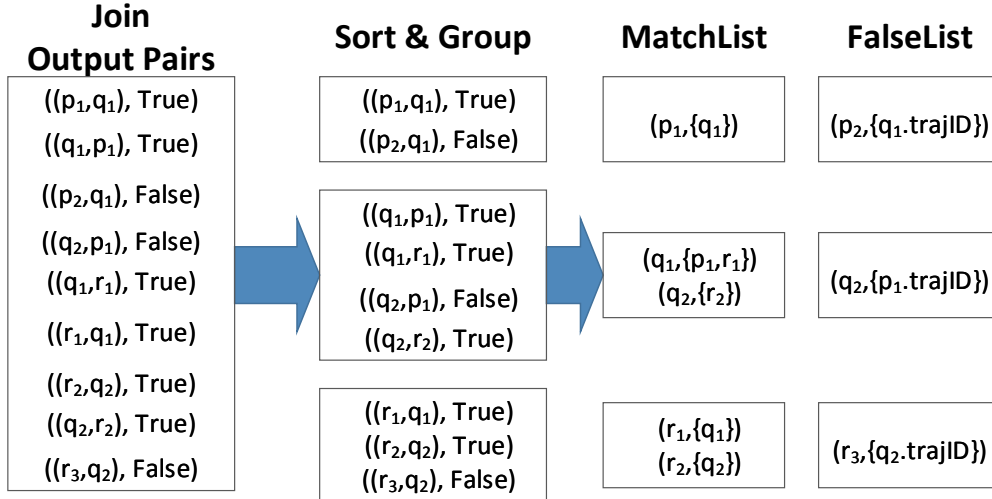 Join
Output Pairs
((p₁,q₁), True)
((q₁,p₁), True)
((p₂,q₁), False)
((q₂,p₁), False)
((q₁,r₁), True)
((r₁,q₁), True)
((r₂,q₂), True)
((q₂,r₂), True)
((r₃,q₂), False)
Sort & Group
((p₁,q₁), True)
((p₂,q₁), False)
((q₁,p₁), True)
((q₁,r₁), True)
((q₂,p₁), False)
((q₂,r₂), True)
((r₁,q₁), True)
((r₂,q₂), True)
((r₃,q₂), False)
MatchList
(p₁,{q₁})
(q₁,{p₁,r₁})
(q₂,{r₂})
(r₁,{q₁})
(r₂,{q₂})
FalseList
(p₂,{q₁.trajID})
(q₂,{p₁.trajID})
(r₃,{q₂.trajID})